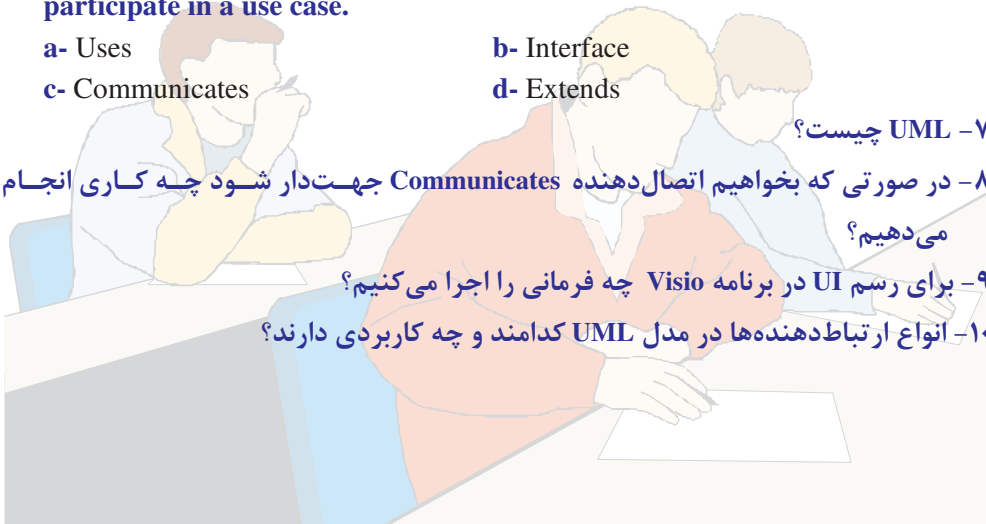 participate in a use case.
a- Uses b- Interface
c- Communicates d- Extends
۷- UML چیست؟
۸- در صورتی که بخواهیم اتصال‌دهنده Communicates جهت‌دار شود چه کاری انجام
می‌دهیم؟
۹- برای رسم UI در برنامه Visio چه فرمانی را اجرا می‌کنیم؟
۱۰- انواع ارتباط‌دهنده‌ها در مدل UML کدامند و چه کاربردی دارند؟